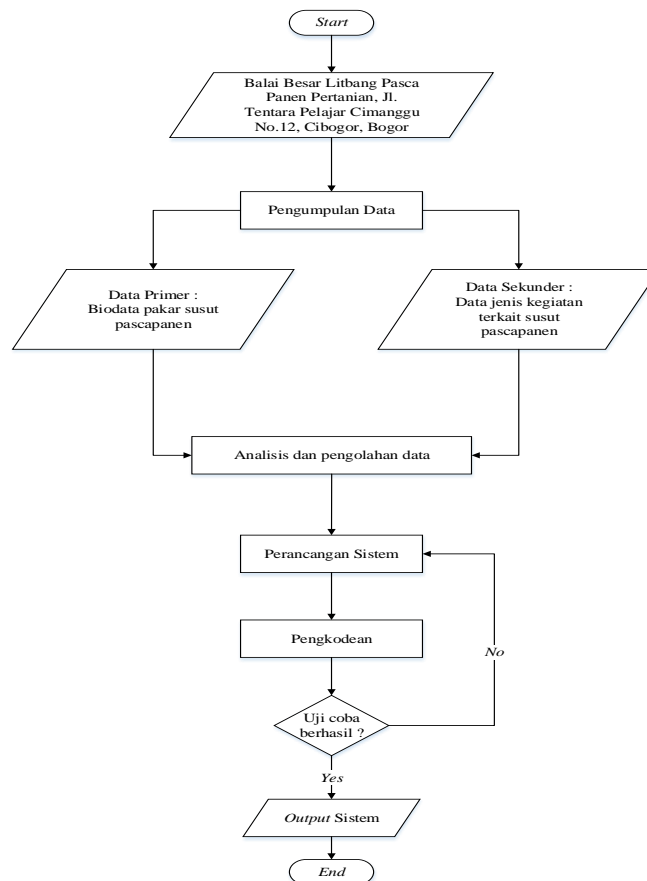 Start
Balai Besar Litbang Pasca
Panen Pertanian, Jl.
Tentara Pelajar Cimanggu
No.12, Cibogor, Bogor
Pengumpulan Data
Data Primer :
Biodata pakar susut
pascapanen
Data Sekunder :
Data jenis kegiatan
terkait susut
pascapanen
Analisis dan pengolahan data
Perancangan Sistem
Pengkodean
No
Uji coba
berhasil ?
Yes
Output Sistem
End